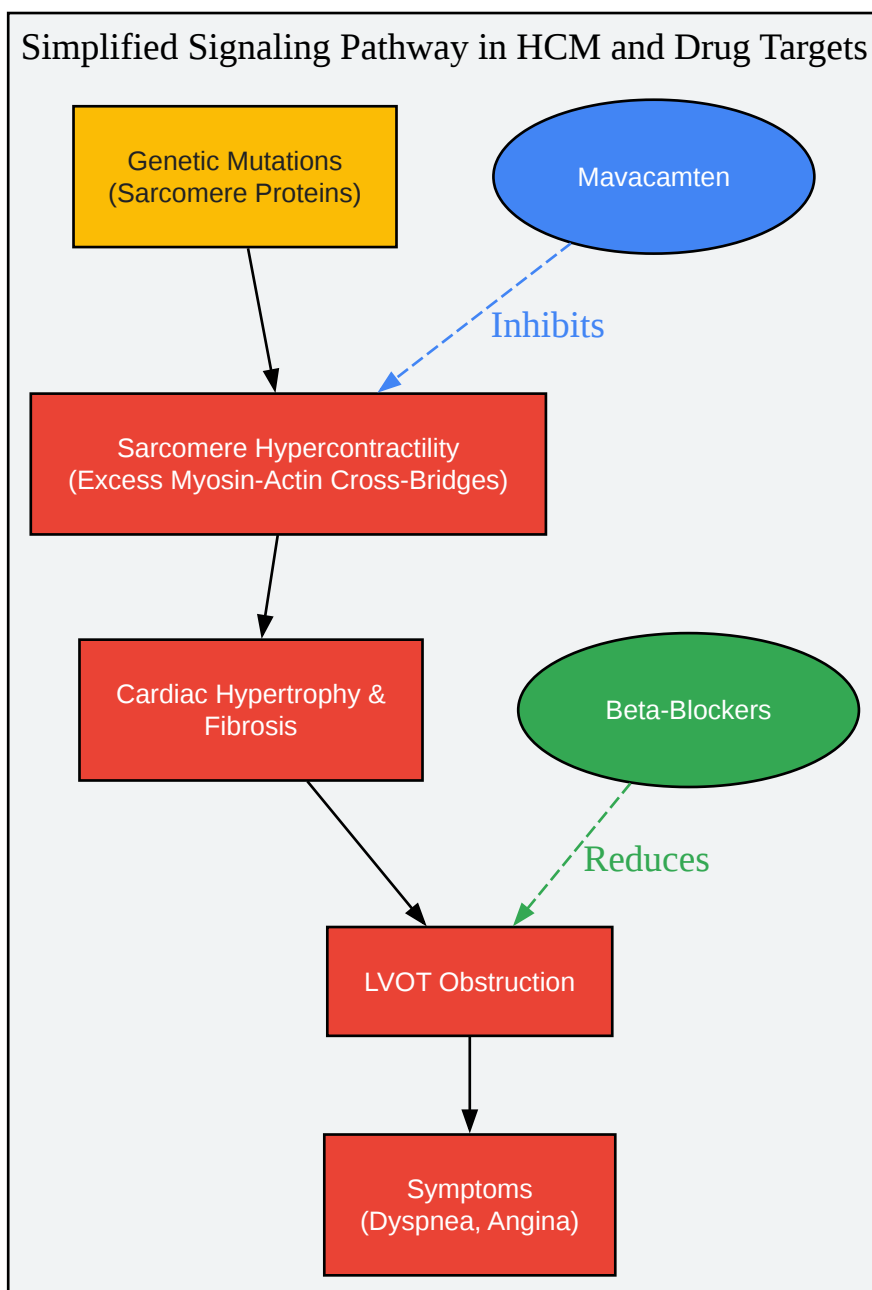 Simplified Signaling Pathway in HCM and Drug Targets
Genetic Mutations
(Sarcomere Proteins)
Mavacamten
Inhibits
Sarcomere Hypercontractility
(Excess Myosin-Actin Cross-Bridges)
Cardiac Hypertrophy &
Fibrosis
Beta-Blockers
Reduces
LVOT Obstruction
Symptoms
(Dyspnea, Angina)